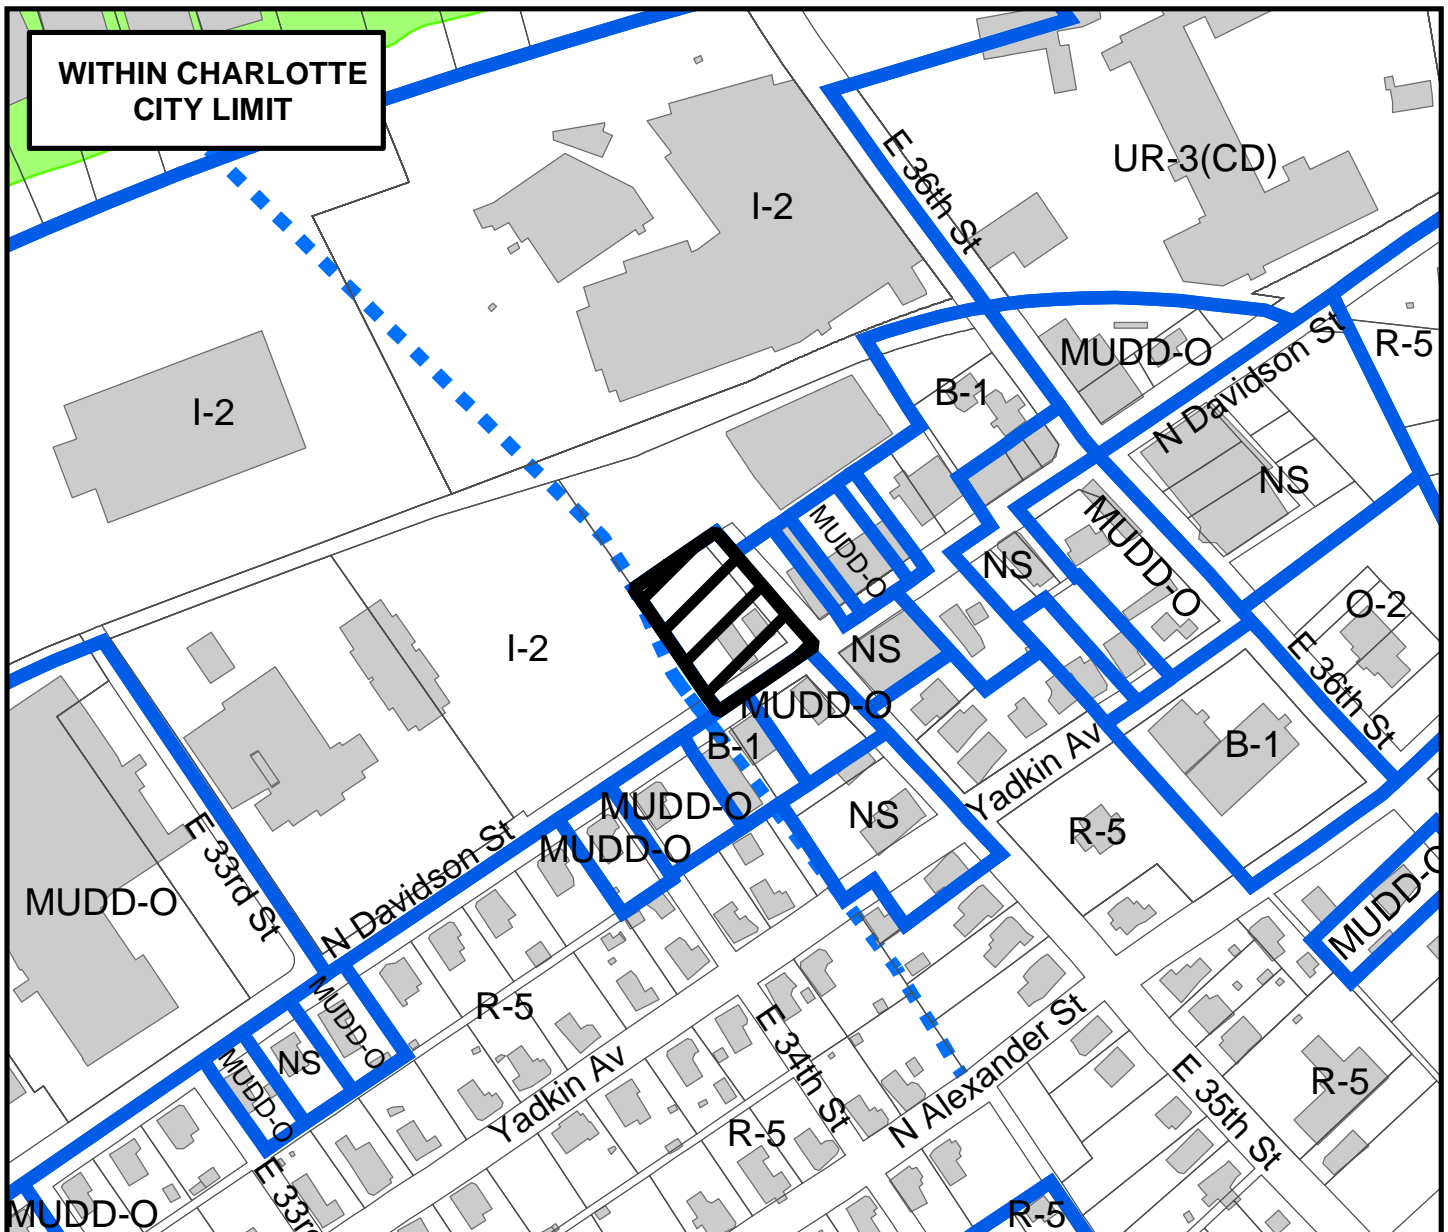 WITHIN CHARLOTTE
CITY LIMIT
UR-3(CD)
E 36th St
I-2
MUDD-O
R-5
N Davidson St
B-1
I-2
NS
MUDD-O
MUDD-O
NS
O-2
I-2
NS
E 36th St
MUDD-O
B-1
B-1
Yadkin Av
MUDD-O
NS
R-5
MUDD-O
E 33rd St
N Davidson St
MUDD-O
MUDD-O
R-5
MUDD-O
NS
MUDD-O
E 34th St
Yadkin Av
N Alexander St
E 35th St
R-5
R-5
E 33rd
MUDD-O
R-5